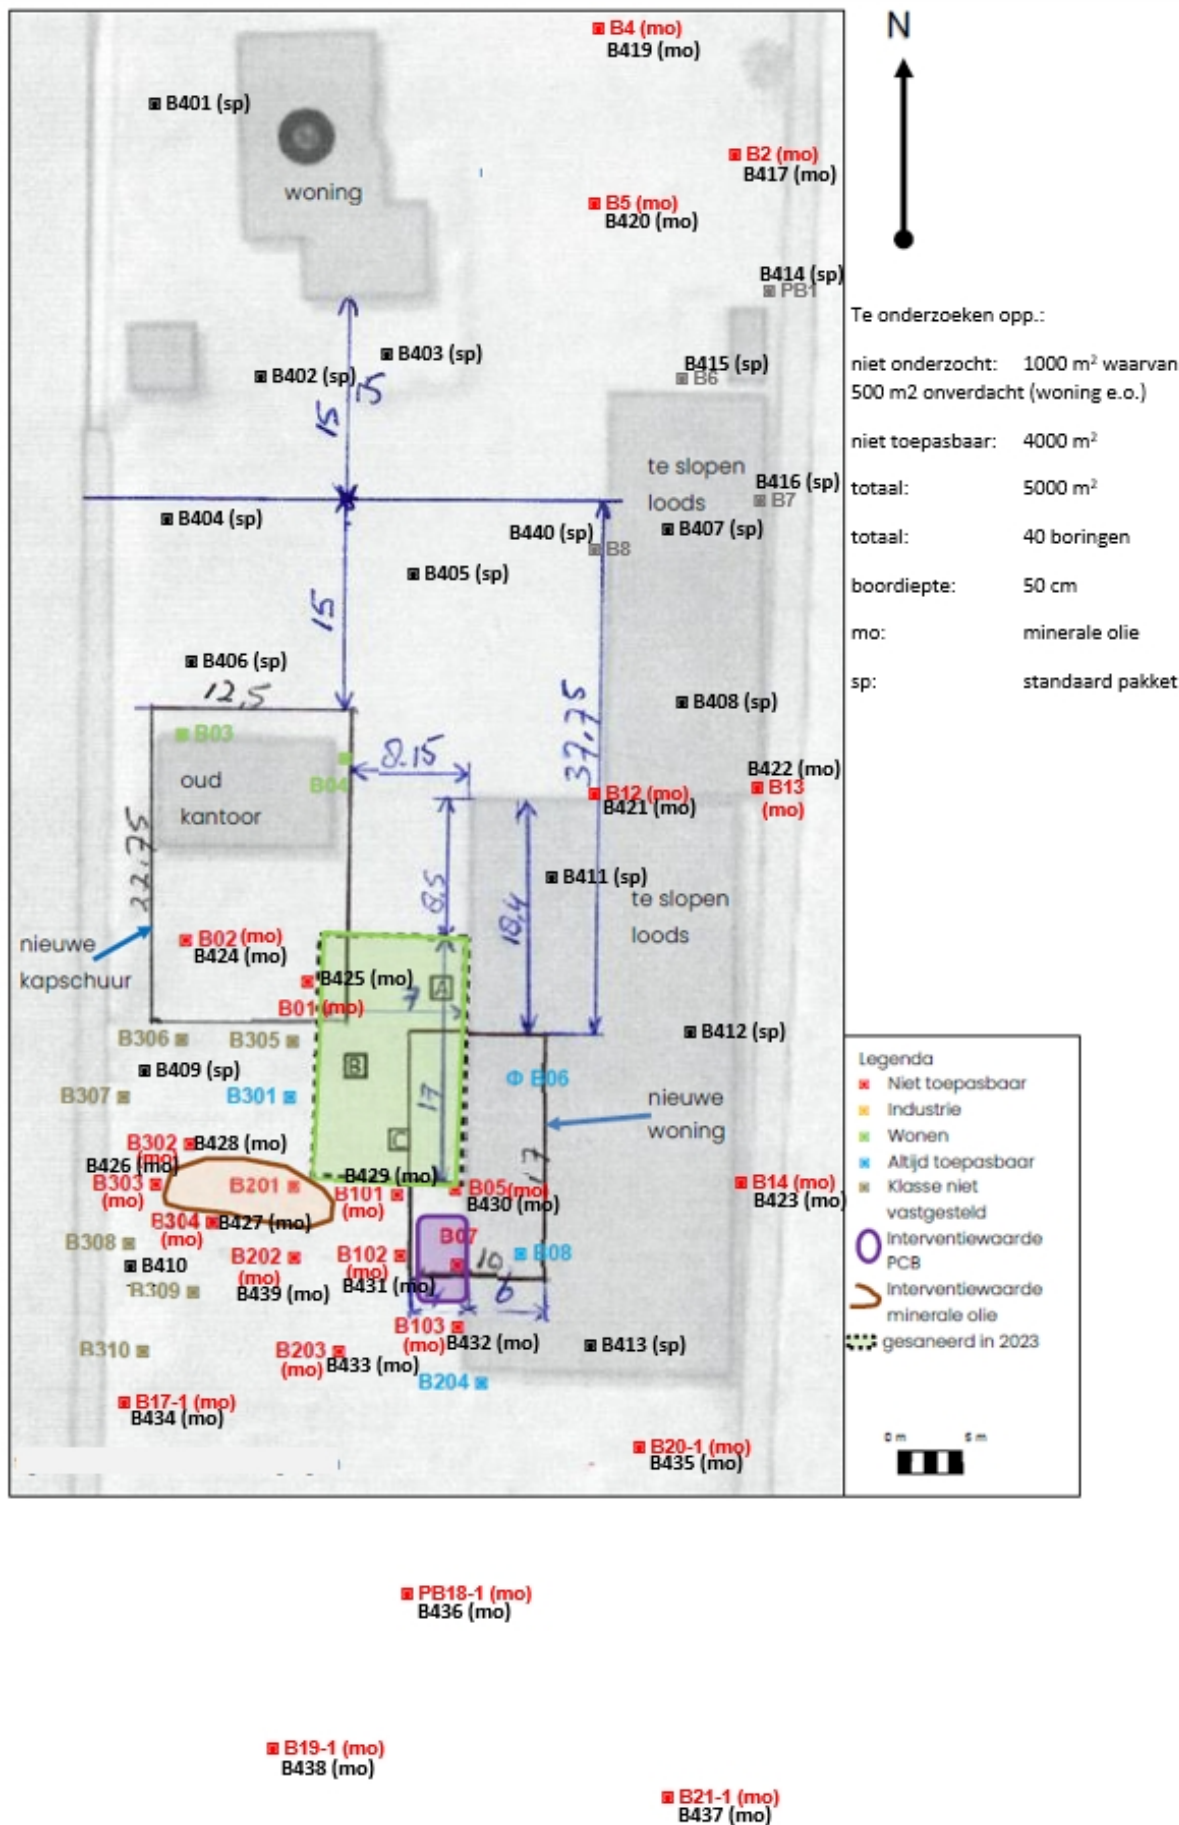 B4 (mo)
B419 (mo)
N
B401 (sp)
B2 (mo)
B417 (mo)
woning
B5 (mo)
B420 (mo)
B414 (sp)
PB1
Te onderzoeken opp.:
niet onderzocht: 1000 m² waarvan
500 m2 onverdacht (woning e.o.)
niet toepasbaar: 4000 m²
totaal: 5000 m²
totaal: 40 boringen
boordiepte: 50 cm
mo: minerale olie
sp: standaard pakket
B403 (sp)
B402 (sp)
15
15
B415 (sp)
B6
te slopen
loods
B416 (sp)
B7
B404 (sp)
B440 (sp)
B8
B407 (sp)
B405 (sp)
15
B406 (sp)
12,5
B408 (sp)
37,75
B03
B04
oud
kantoor
8.15
B422 (mo)
B13
(mo)
B12 (mo)
B421 (mo)
22,75
8,5
18,4
B411 (sp)
te slopen
loods
nieuwe
kapschuur
B02 (mo)
B424 (mo)
B425 (mo)
B01 (mo)
A
7
B306
B305
B412 (sp)
B409 (sp)
B
B06
B307
B301
17
nieuwe
woning
C
17
B302
(mo)
B428 (mo)
B426 (mo)
B303
(mo)
B201
B429 (mo)
B101
(mo)
B05(mo)
B430 (mo)
B14 (mo)
B423 (mo)
B304
(mo)
B427 (mo)
B308
B410
B202
(mo)
B439 (mo)
B102
(mo)
B431 (mo)
B07
10
B08
6
B309
B103
(mo)
B432 (mo)
B413 (sp)
B310
B203
(mo)
B433 (mo)
B204
B17-1 (mo)
B434 (mo)
B20-1 (mo)
B435 (mo)
Legenda
Niet toepasbaar
Industrie
Wonen
Altijd toepasbaar
Klasse niet
vastgesteld
Interventiewaarde
PCB
Interventiewaarde
minerale olie
gesaneerd in 2023
0 m 5 m
PB18-1 (mo)
B436 (mo)
B19-1 (mo)
B438 (mo)
B21-1 (mo)
B437 (mo)